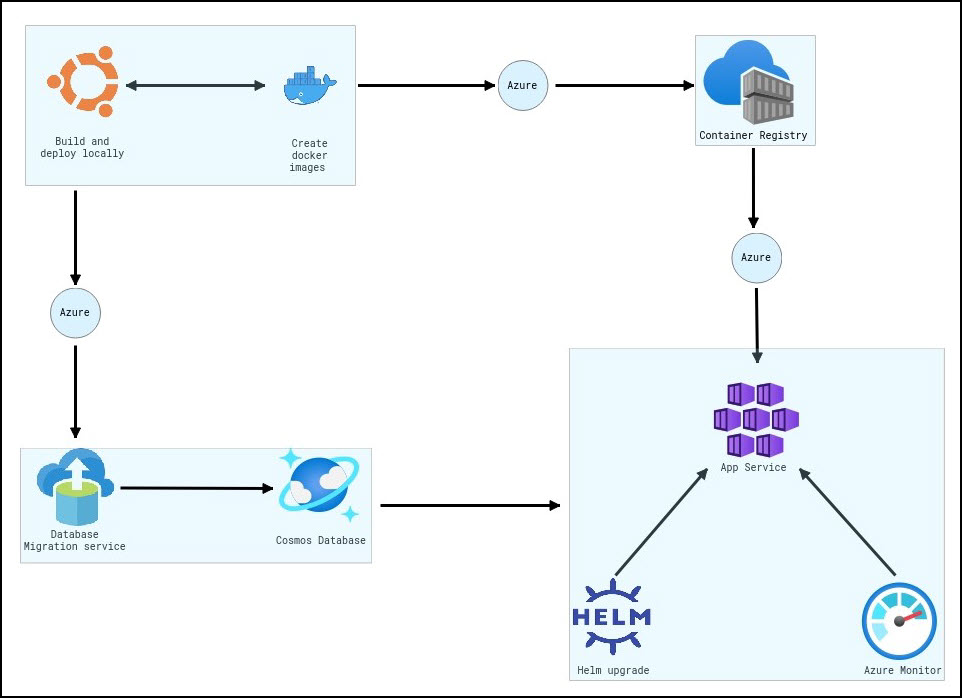 Build and
deploy locally
Create
docker
images
Azure
Container Registry
Azure
Azure
App Service
Database
Migration service
Cosmos Database
HELM
Helm upgrade
Azure Monitor